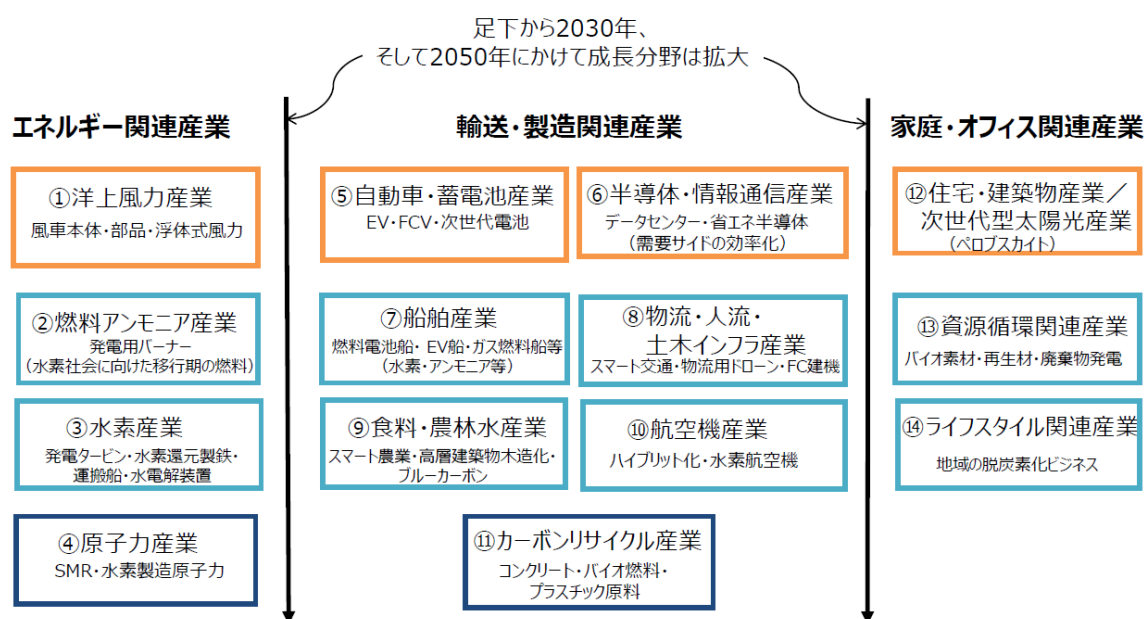 足下から2030年、
そして2050年にかけて成長分野は拡大
エネルギー関連産業
輸送・製造関連産業
家庭・オフィス関連産業
①洋上風力産業
風車本体・部品・浮体式風力
②燃料アンモニア産業
発電用バーナー
(水素社会に向けた移行期の燃料)
③水素産業
発電タービン・水素還元製鉄・
運搬船・水電解装置
④原子力産業
SMR・水素製造原子力
⑤自動車・蓄電池産業
EV・FCV・次世代電池
⑥半導体・情報通信産業
データセンター・省エネ半導体
(需要サイドの効率化)
⑦船舶産業
燃料電池船・EV船・ガス燃料船等
(水素・アンモニア等)
⑧物流・人流・
土木インフラ産業
スマート交通・物流用ドローン・FC建機
⑨食料・農林水産業
スマート農業・高層建築物木造化・
ブルーカーボン
⑩航空機産業
ハイブリット化・水素航空機
⑪カーボンリサイクル産業
コンクリート・バイオ燃料・
プラスチック原料
⑫住宅・建築物産業／
次世代型太陽光産業
(ペロブスカイト)
⑬資源循環関連産業
バイオ素材・再生材・廃棄物発電
⑭ライフスタイル関連産業
地域の脱炭素化ビジネス